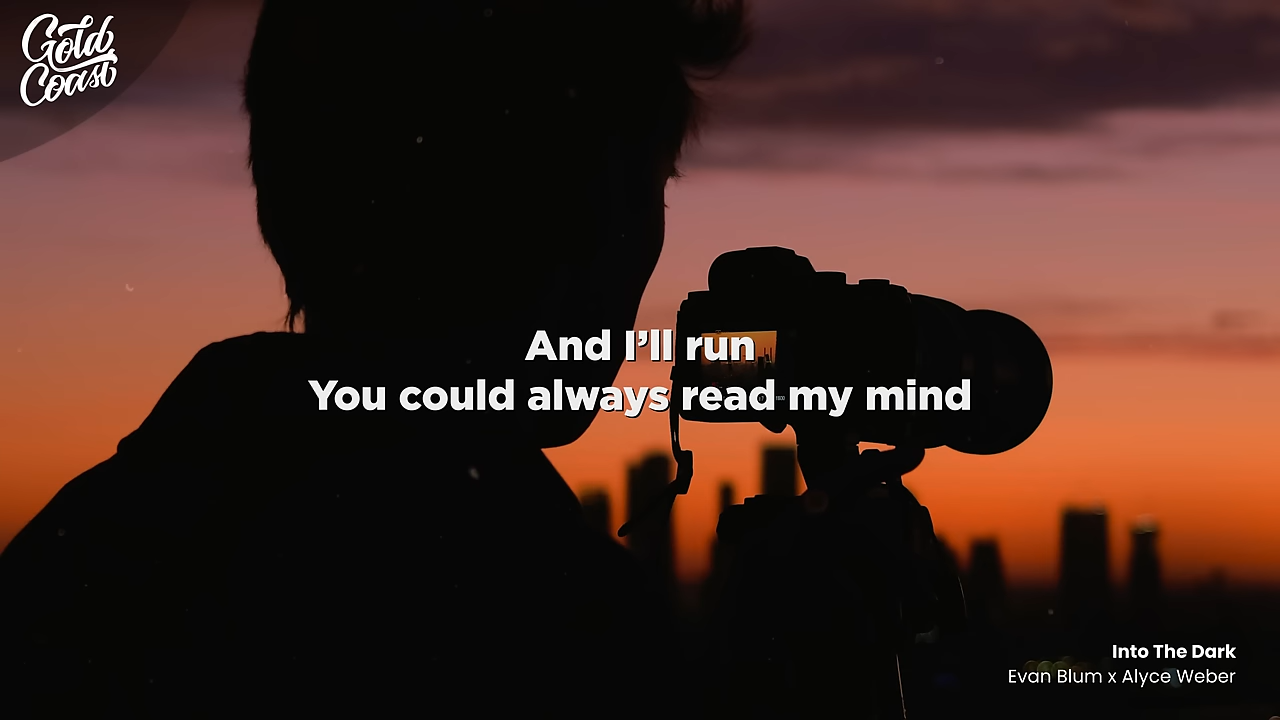 Gold
Coast
And I’ll run
You could always read my mind
Into The Dark
Evan Blum x Alyce Weber